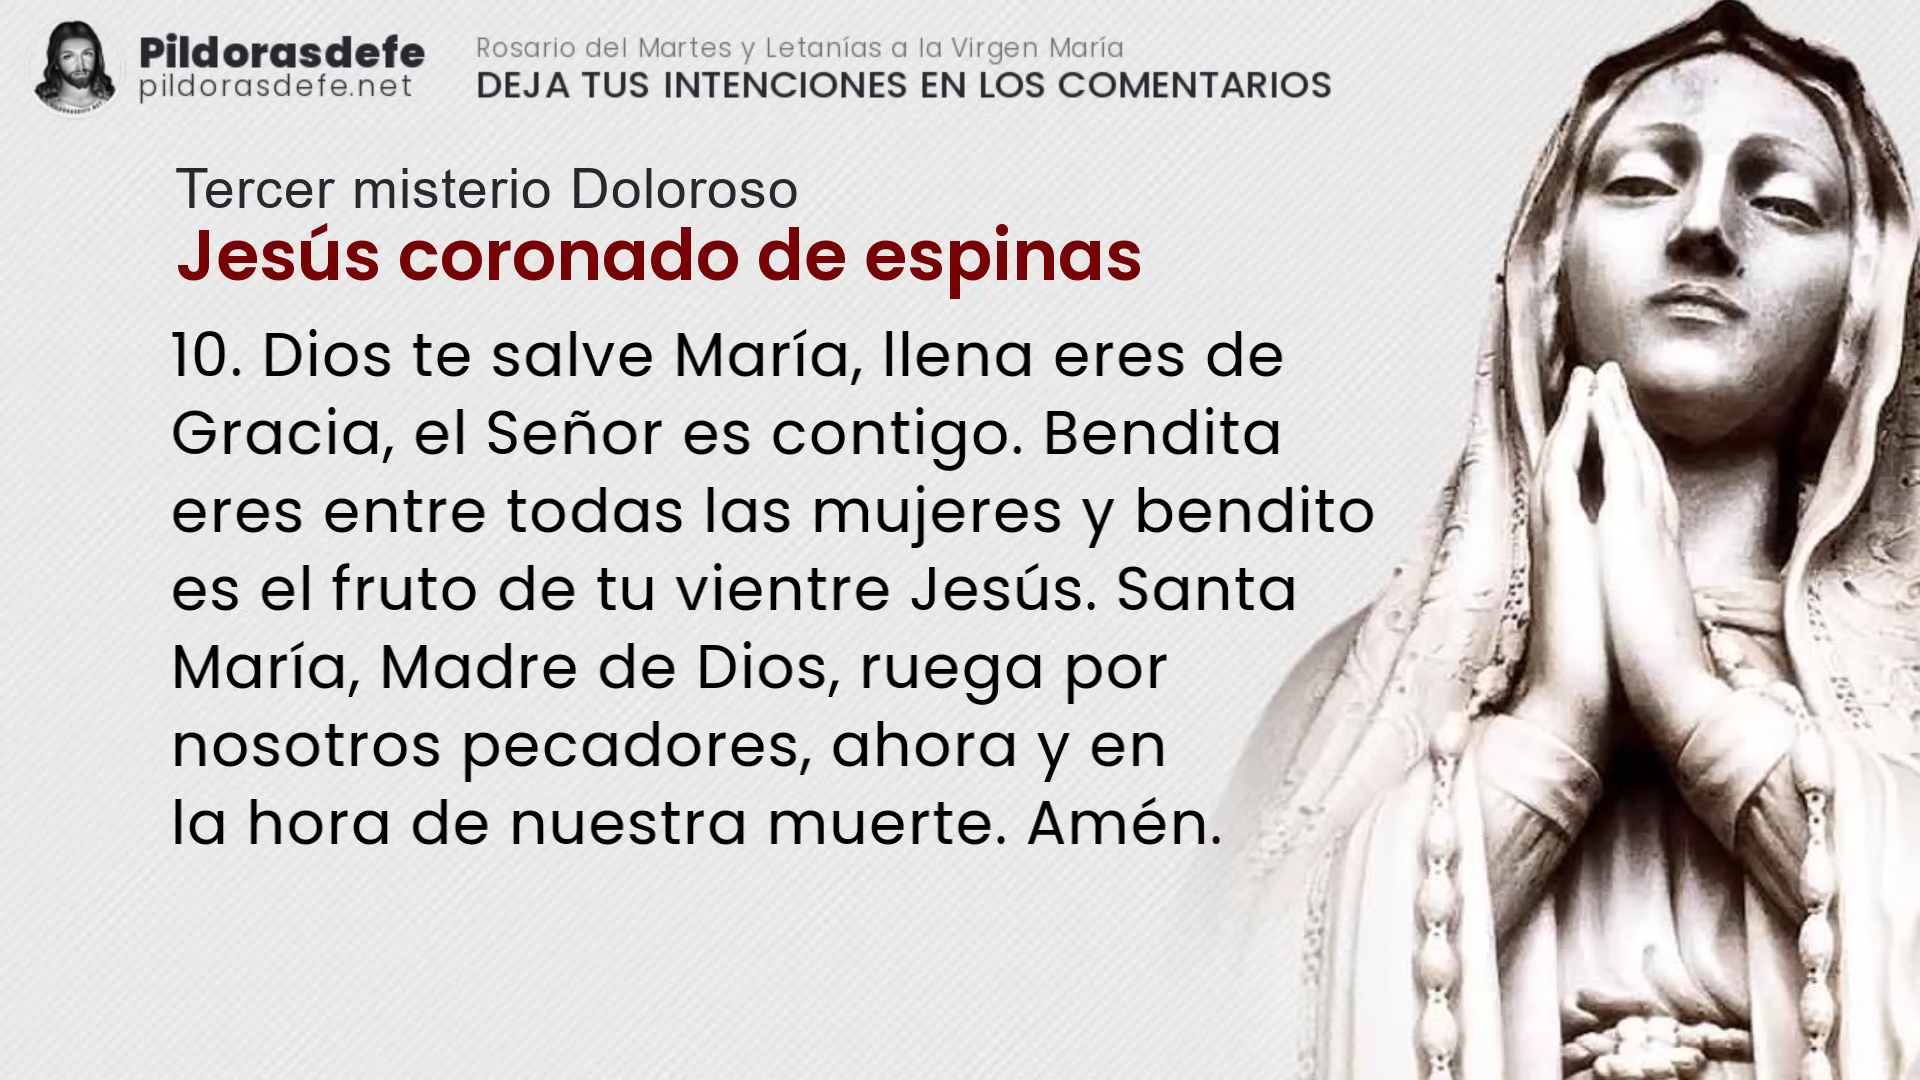 Pildorasdefe
pildorasdefe.net
Rosario del Martes y Letanías a la Virgen María
DEJA TUS INTENCIONES EN LOS COMENTARIOS
Tercer misterio Doloroso
Jesús coronado de espinas
10. Dios te salve María, llena eres de
Gracia, el Señor es contigo. Bendita
eres entre todas las mujeres y bendito
es el fruto de tu vientre Jesús. Santa
María, Madre de Dios, ruega por
nosotros pecadores, ahora y en
la hora de nuestra muerte. Amén.